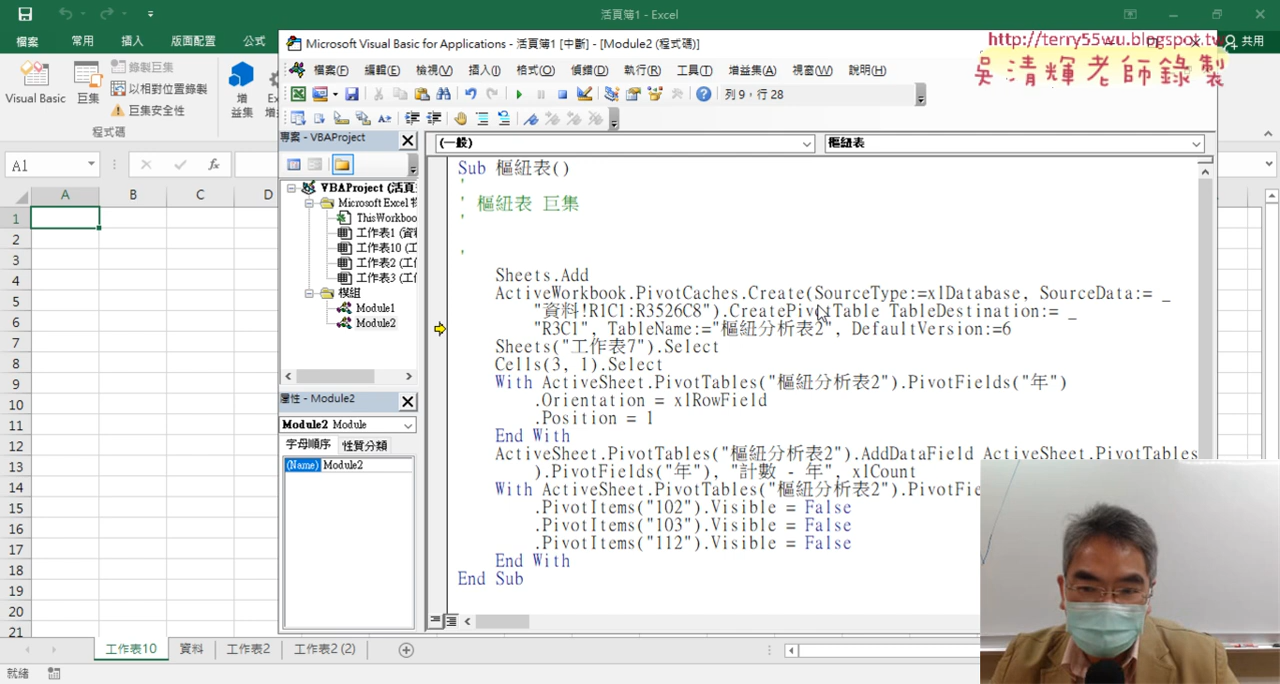 活頁簿1 - Excel
檔案 常用 插入 版面配置 公式
共用
http://terry55wu.blogspot.tw
吳清輝老師錄製
Microsoft Visual Basic for Applications - 活頁簿1 [中斷] - [Module2 (程式碼)]
檔案(F) 編輯(E) 檢視(V) 插入(I) 格式(O) 偵錯(D) 執行(R) 工具(T) 增益集(A) 視窗(W) 說明(H)
列 9，行 28
Visual Basic 巨集
錄製巨集
以相對位置錄製
巨集安全性
增益集
程式碼
A1
fx
A B C D
1
2
3
4
5
6
7
8
9
10
11
12
13
14
15
16
17
18
19
20
21
專案 - VBAProject
VBAProject (活頁
Microsoft Excel
ThisWorkboo
工作表1 (資
工作表10 (工
工作表2 (工
工作表3 (工
模組
Module1
Module2
屬性 - Module2
Module2 Module
字母順序 性質分類
(Name) Module2
(一般) 樞紐表
Sub 樞紐表()
'
' 樞紐表 巨集
'
'
Sheets.Add
ActiveWorkbook.PivotCaches.Create(SourceType:=xlDatabase, SourceData:= _
"資料!R1C1:R3526C8").CreatePivotTable TableDestination:= _
"R3C1", TableName:="樞紐分析表2", DefaultVersion:=6
Sheets("工作表7").Select
Cells(3, 1).Select
With ActiveSheet.PivotTables("樞紐分析表2").PivotFields("年")
.Orientation = xlRowField
.Position = 1
End With
ActiveSheet.PivotTables("樞紐分析表2").AddDataField ActiveSheet.PivotTables
).PivotFields("年"), "計數 - 年", xlCount
With ActiveSheet.PivotTables("樞紐分析表2").PivotFie
.PivotItems("102").Visible = False
.PivotItems("103").Visible = False
.PivotItems("112").Visible = False
End With
End Sub
工作表10 資料 工作表2 工作表2 (2)
就緒